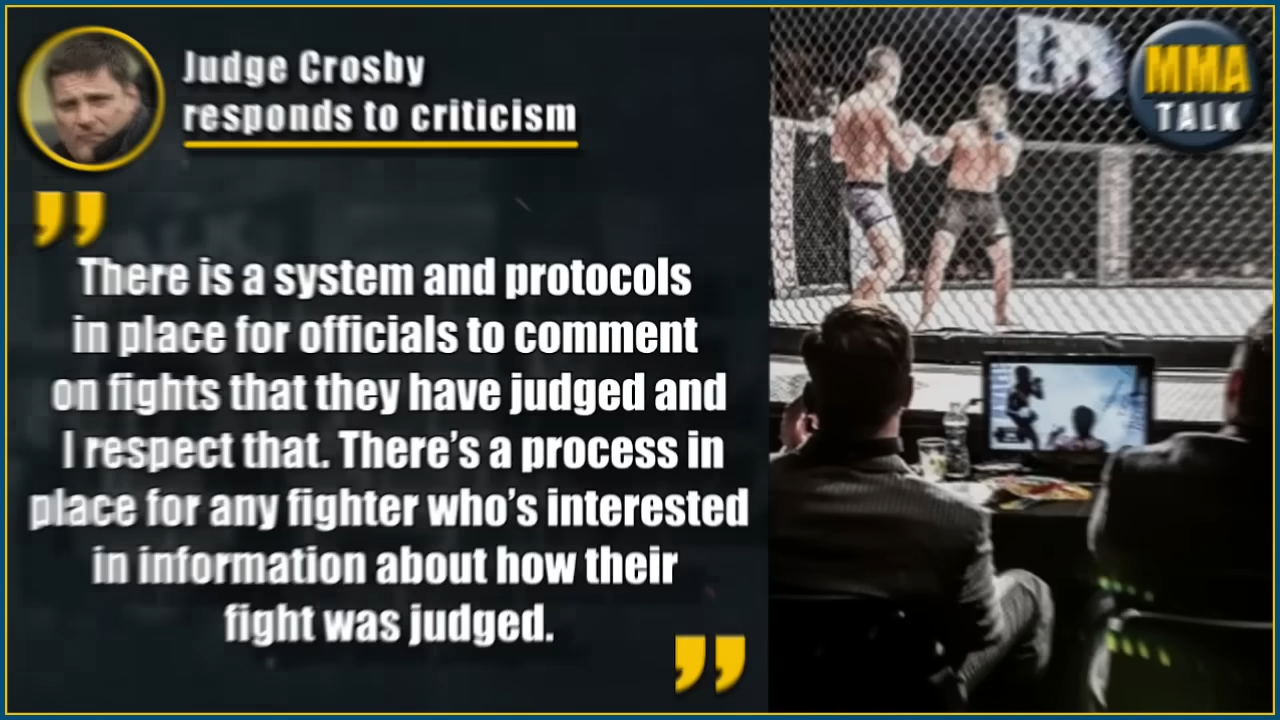 Judge Crosby
responds to criticism
MMA
TALK
”
There is a system and protocols
in place for officials to comment
on fights that they have judged and
I respect that. There’s a process in
place for any fighter who’s interested
in information about how their
fight was judged.
”